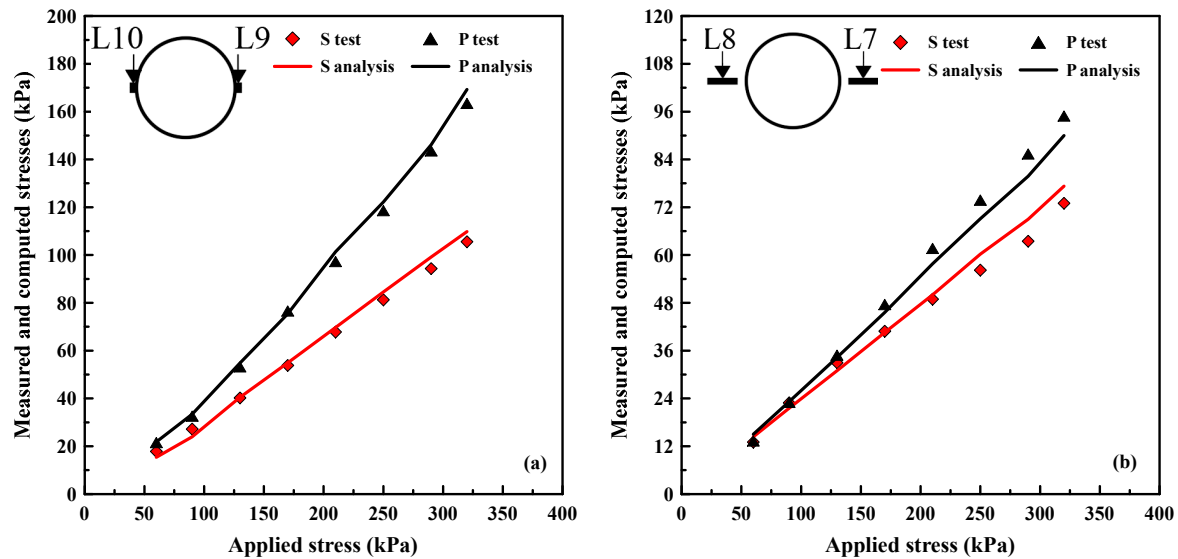 Measured and computed stresses (kPa)
200
180
160
140
120
100
80
60
40
20
0
L10 L9
S test P test
S analysis P analysis
(a)
0 50 100 150 200 250 300 350 400
Applied stress (kPa)
Measured and computed stresses (kPa)
120
108
96
84
72
60
48
36
24
12
0
L8 L7
S test P test
S analysis P analysis
(b)
0 50 100 150 200 250 300 350 400
Applied stress (kPa)